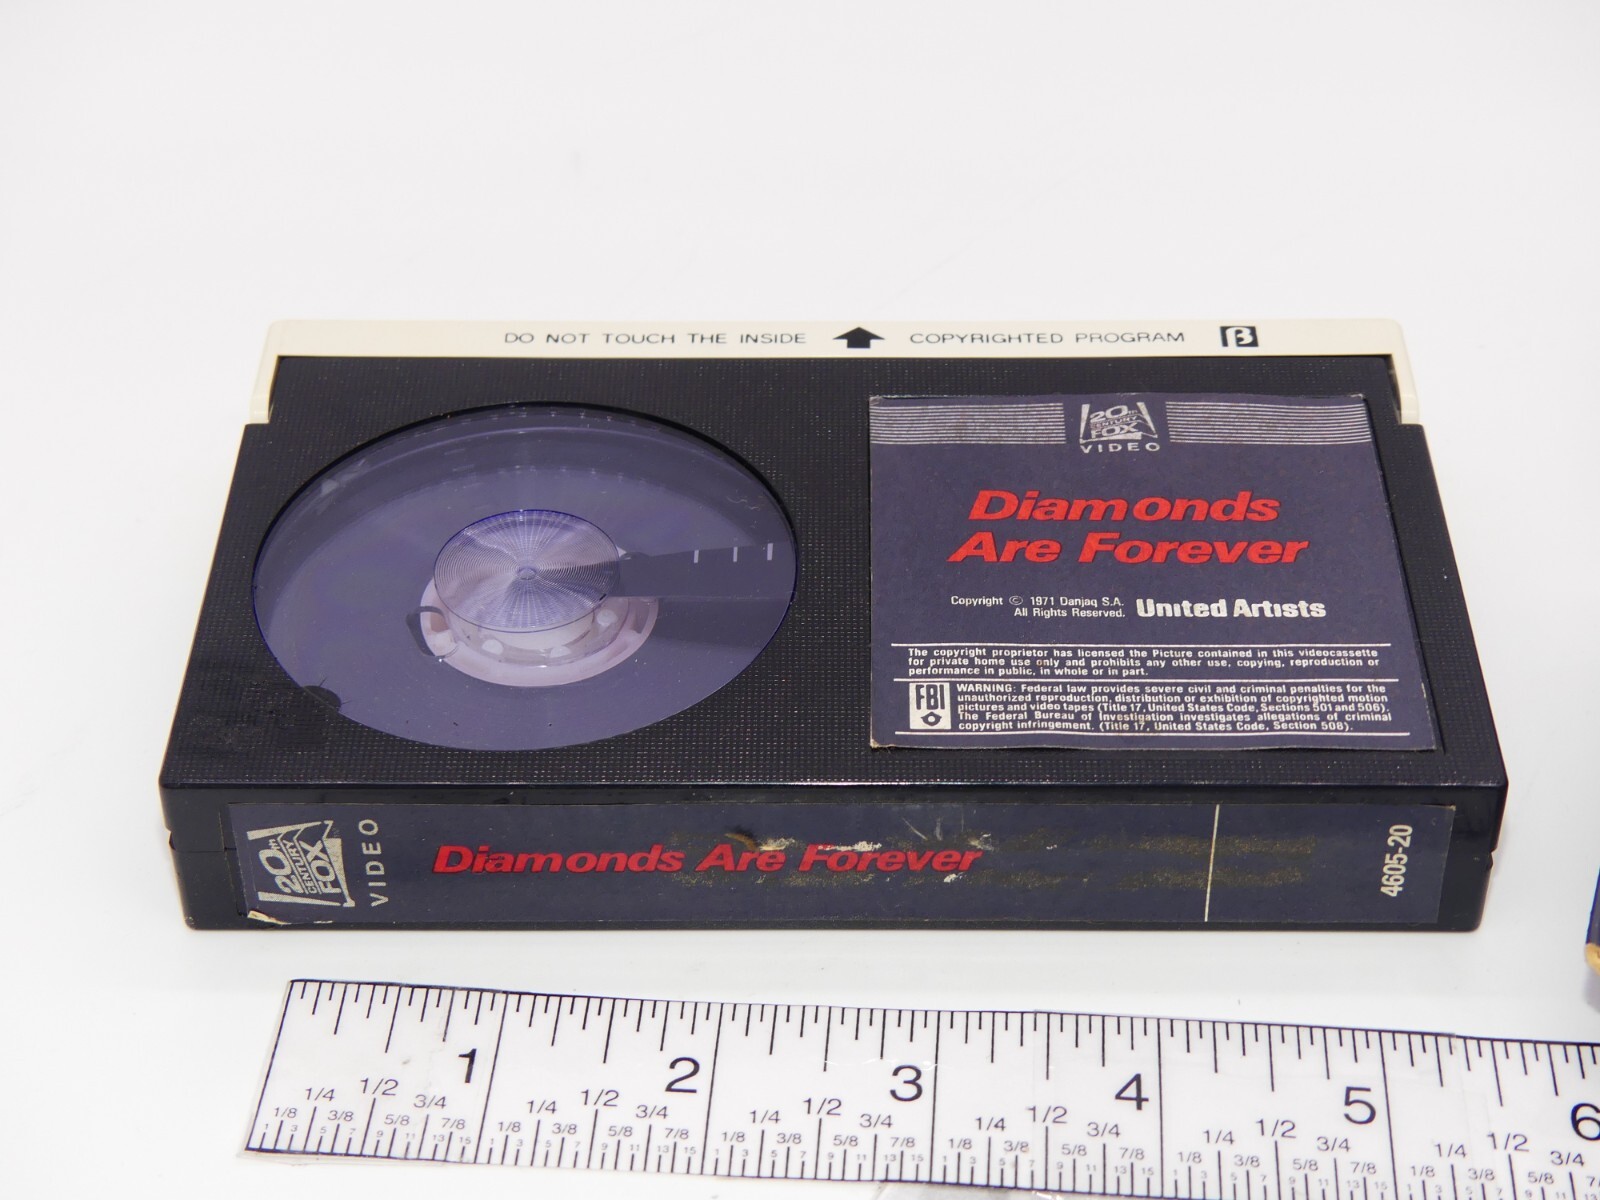 DO NOT TOUCH THE INSIDE COPYRIGHTED PROGRAM β
20th
CENTURY
FOX
VIDEO
Diamonds
Are Forever
Copyright © 1971 Danjaq S.A.
All Rights Reserved.
United Artists
The copyright proprietor has licensed the Picture contained in this videocassette
for private home use only and prohibits any other use, copying, reproduction or
performance in public, in whole or in part.
FBI
WARNING: Federal law provides severe civil and criminal penalties for the
unauthorized reproduction, distribution or exhibition of copyrighted motion
pictures and video tapes (Title 17, United States Code, Sections 501 and 506).
The Federal Bureau of Investigation investigates allegations of criminal
copyright infringement. (Title 17, United States Code, Section 508).
20th
CENTURY
FOX
VIDEO
Diamonds Are Forever
4605-20
1 2 3 4 5 6
1/4 1/2 3/4 1/4 1/2 3/4 1/4 1/2 3/4 1/4 1/2 3/4 1/4 1/2 3/4 1/4 1/2 3/4
1/8 3/8 5/8 7/8 1/8 3/8 5/8 7/8 1/8 3/8 5/8 7/8 1/8 3/8 5/8 7/8 1/8 3/8 5/8 7/8 1/8 3/8 5/8 7/8